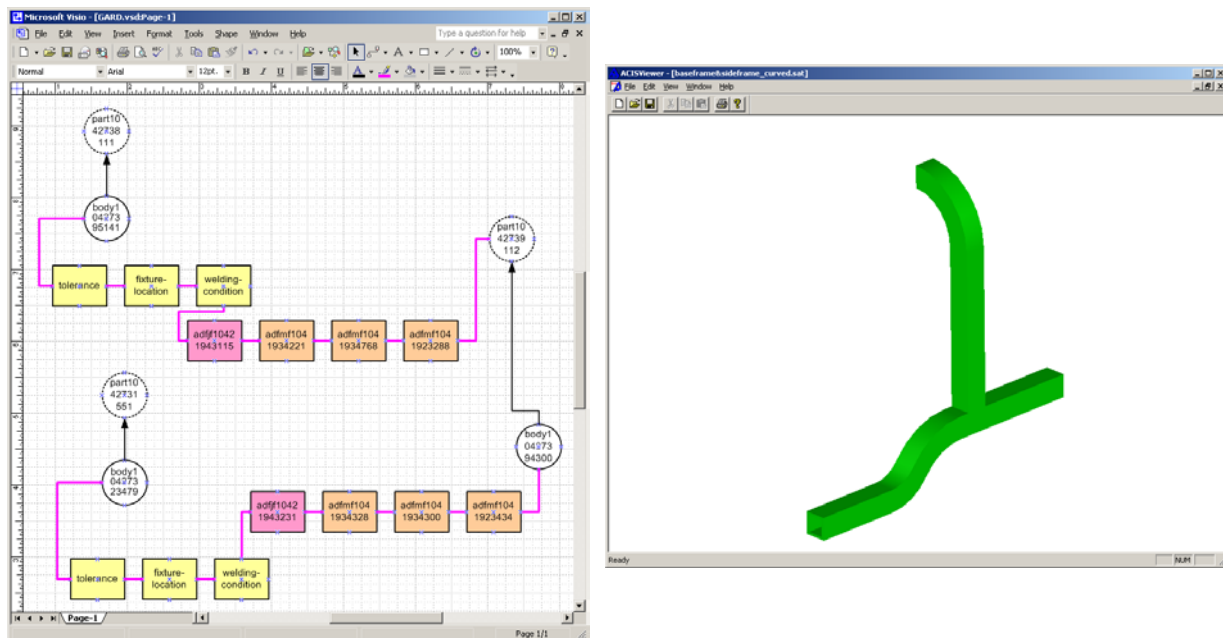 Microsoft Visio - [GARD.vsd:Page-1]
File Edit View Insert Format Tools Shape Window Help
Type a question for help
100%
Normal
Arial
12pt.
B I U
part10
42738
111
body1
04273
95141
tolerance
fixture-
location
welding-
condition
adfjf1042
1943115
adfmf104
1934221
adfmf104
1934768
adfmf104
1923288
part10
42739
112
part10
42731
551
body1
04273
23479
body1
04273
94300
adfjf1042
1943231
adfmf104
1934328
adfmf104
1934300
adfmf104
1923434
tolerance
fixture-
location
welding-
condition
Page-1
Page 1/1
ACISViewer - [baseframe&sideframe_curved.sat]
File Edit View Window Help
Ready
NUM